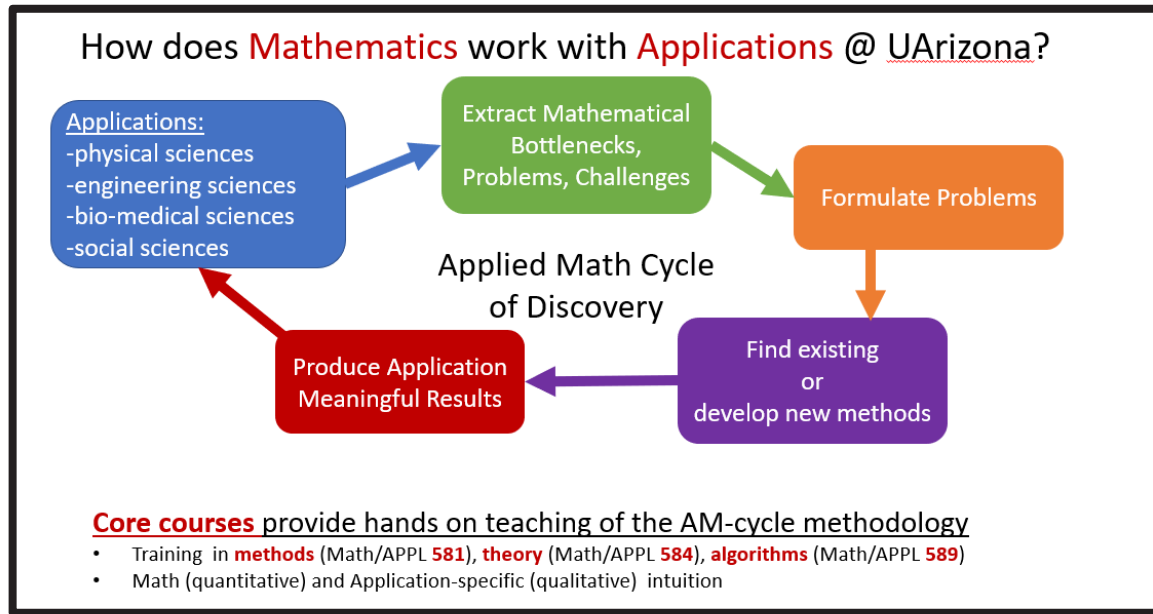 How does Mathematics work with Applications @ UArizona?
Applications:
-physical sciences
-engineering sciences
-bio-medical sciences
-social sciences
Extract Mathematical
Bottlenecks,
Problems, Challenges
Formulate Problems
Applied Math Cycle
of Discovery
Find existing
or
develop new methods
Produce Application
Meaningful Results
Core courses provide hands on teaching of the AM-cycle methodology
• Training in methods (Math/APPL 581), theory (Math/APPL 584), algorithms (Math/APPL 589)
• Math (quantitative) and Application-specific (qualitative) intuition